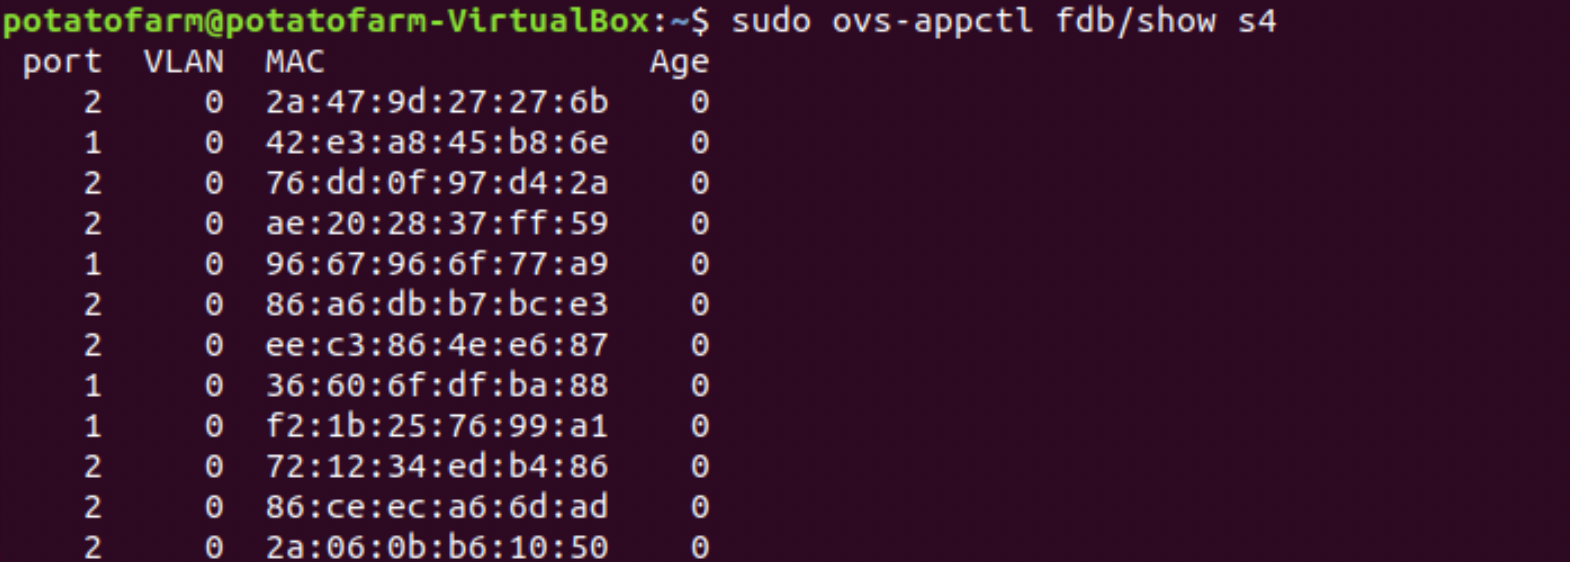 potatofarm@potatofarm-VirtualBox:~$ sudo ovs-appctl fdb/show s4
port VLAN MAC Age
2 0 2a:47:9d:27:27:6b 0
1 0 42:e3:a8:45:b8:6e 0
2 0 76:dd:0f:97:d4:2a 0
2 0 ae:20:28:37:ff:59 0
1 0 96:67:96:6f:77:a9 0
2 0 86:a6:db:b7:bc:e3 0
2 0 ee:c3:86:4e:e6:87 0
1 0 36:60:6f:df:ba:88 0
1 0 f2:1b:25:76:99:a1 0
2 0 72:12:34:ed:b4:86 0
2 0 86:ce:ec:a6:6d:ad 0
2 0 2a:06:0b:b6:10:50 0